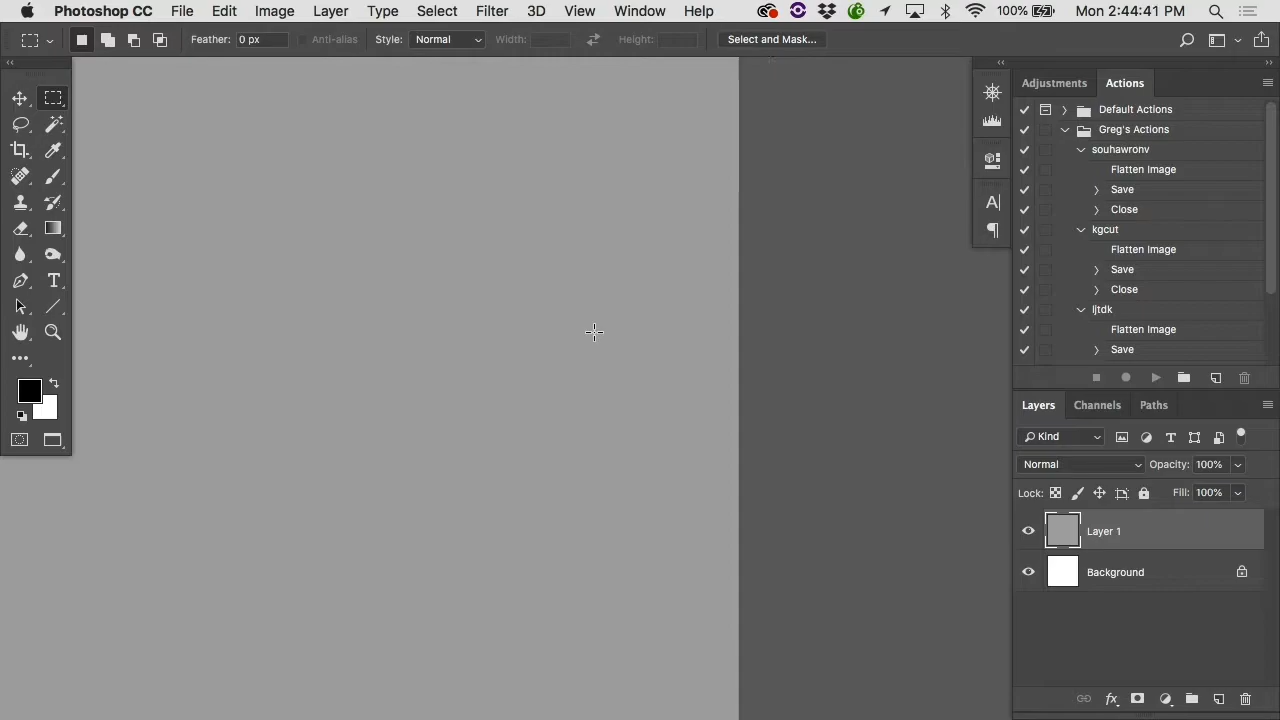 Photoshop CC File Edit Image Layer Type Select Filter 3D View Window Help 100% Mon 2:44:41 PM
Feather: 0 px Anti-alias Style: Normal Width: Height: Select and Mask...
Adjustments Actions
Default Actions
Greg's Actions
souhawronv
Flatten Image
Save
Close
kgcut
Flatten Image
Save
Close
ljtdk
Flatten Image
Save
Layers Channels Paths
Kind
Normal Opacity: 100%
Lock: Fill: 100%
Layer 1
Background